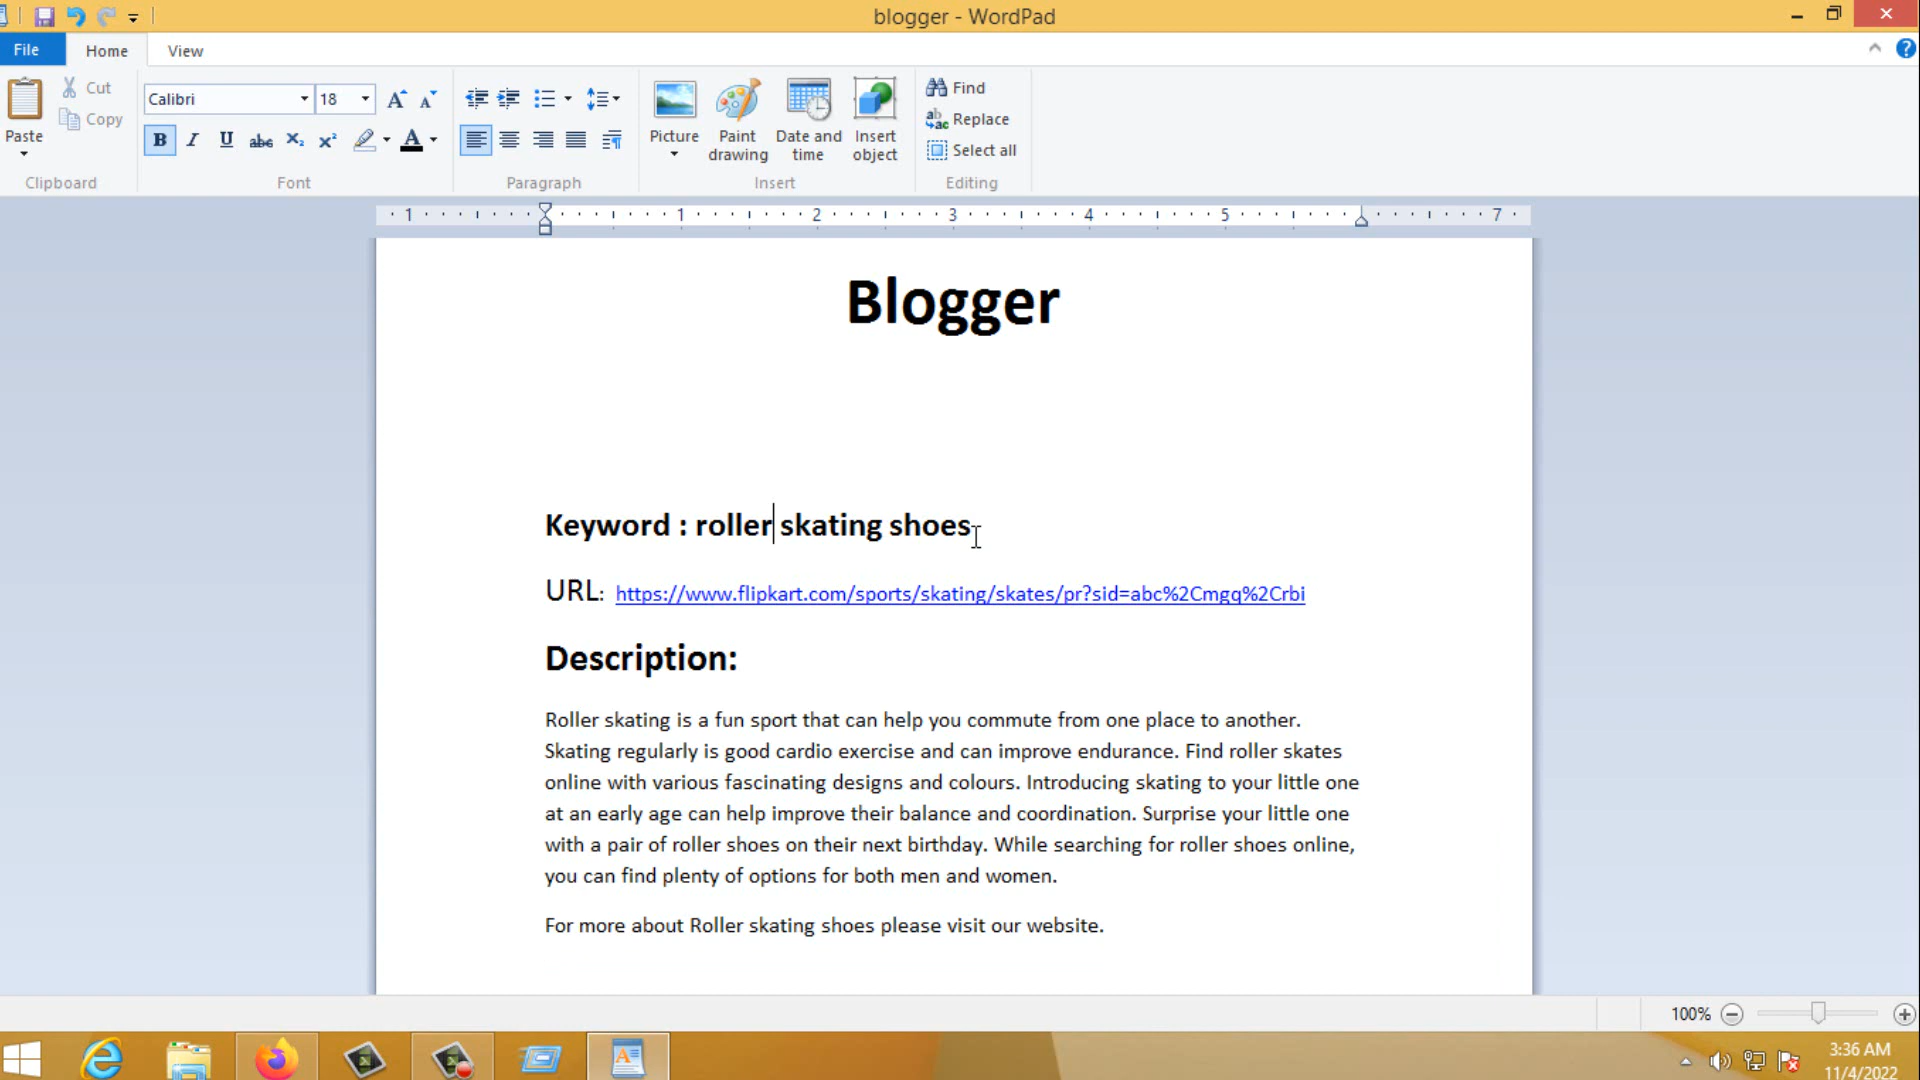 blogger - WordPad
File Home View
Paste Cut Copy Clipboard
Calibri 18
Font
Paragraph
Picture Paint drawing Date and time Insert object
Insert
Find
Replace
Select all
Editing
1 1 2 3 4 5 7
Blogger
Keyword : roller skating shoes
URL: https://www.flipkart.com/sports/skating/skates/pr?sid=abc%2Cmgq%2Crbi
Description:
Roller skating is a fun sport that can help you commute from one place to another.
Skating regularly is good cardio exercise and can improve endurance. Find roller skates
online with various fascinating designs and colours. Introducing skating to your little one
at an early age can help improve their balance and coordination. Surprise your little one
with a pair of roller shoes on their next birthday. While searching for roller shoes online,
you can find plenty of options for both men and women.
For more about Roller skating shoes please visit our website.
100%
3:36 AM
11/4/2022